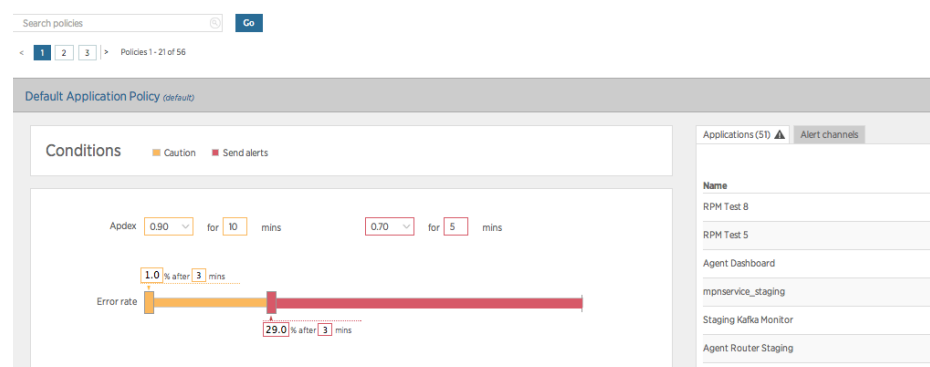 Search policies Go
< 1 2 3 > Policies 1 - 21 of 56
Default Application Policy (default)
Conditions Caution Send alerts
Apdex 0.90 for 10 mins 0.70 for 5 mins
1.0 % after 3 mins
Error rate
29.0 % after 3 mins
Applications (51) Alert channels
Name
RPM Test 8
RPM Test 5
Agent Dashboard
mpnservice_staging
Staging Kafka Monitor
Agent Router Staging